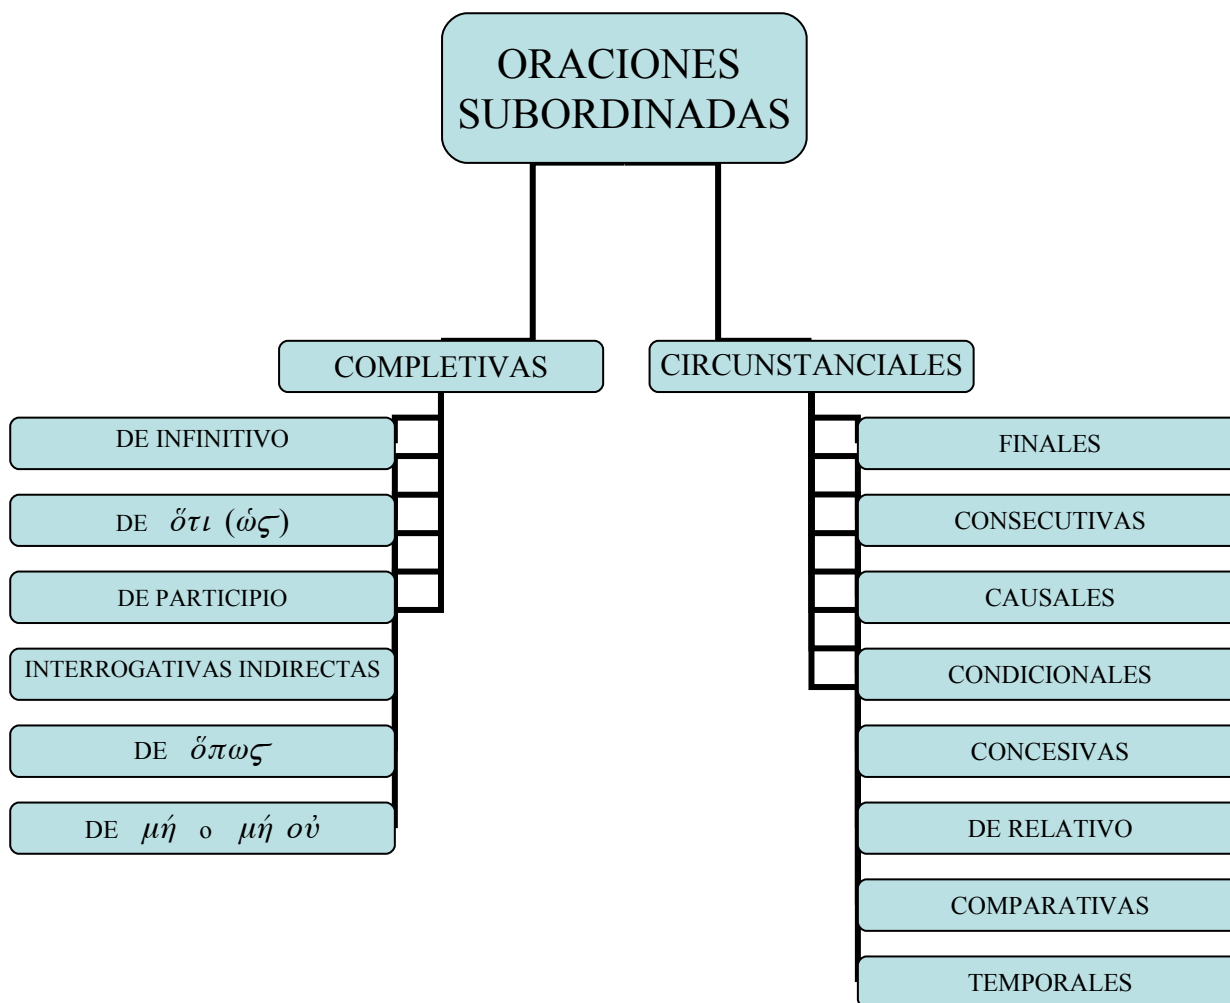 ORACIONES
SUBORDINADAS
COMPLETIVAS
DE INFINITIVO
DE ὅτι (ὡς)
DE PARTICIPIO
INTERROGATIVAS INDIRECTAS
DE ὅπως
DE μή o μή οὐ
CIRCUNSTANCIALES
FINALES
CONSECUTIVAS
CAUSALES
CONDICIONALES
CONCESIVAS
DE RELATIVO
COMPARATIVAS
TEMPORALES